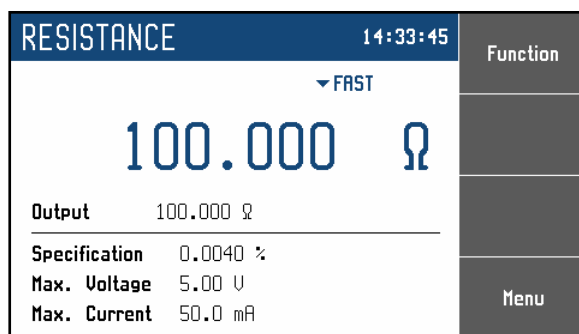 RESISTANCE 14:33:45 Function
FAST
100.000 Ω
Output 100.000 Ω
Specification 0.0040 %
Max. Voltage 5.00 V
Max. Current 50.0 mA
Menu